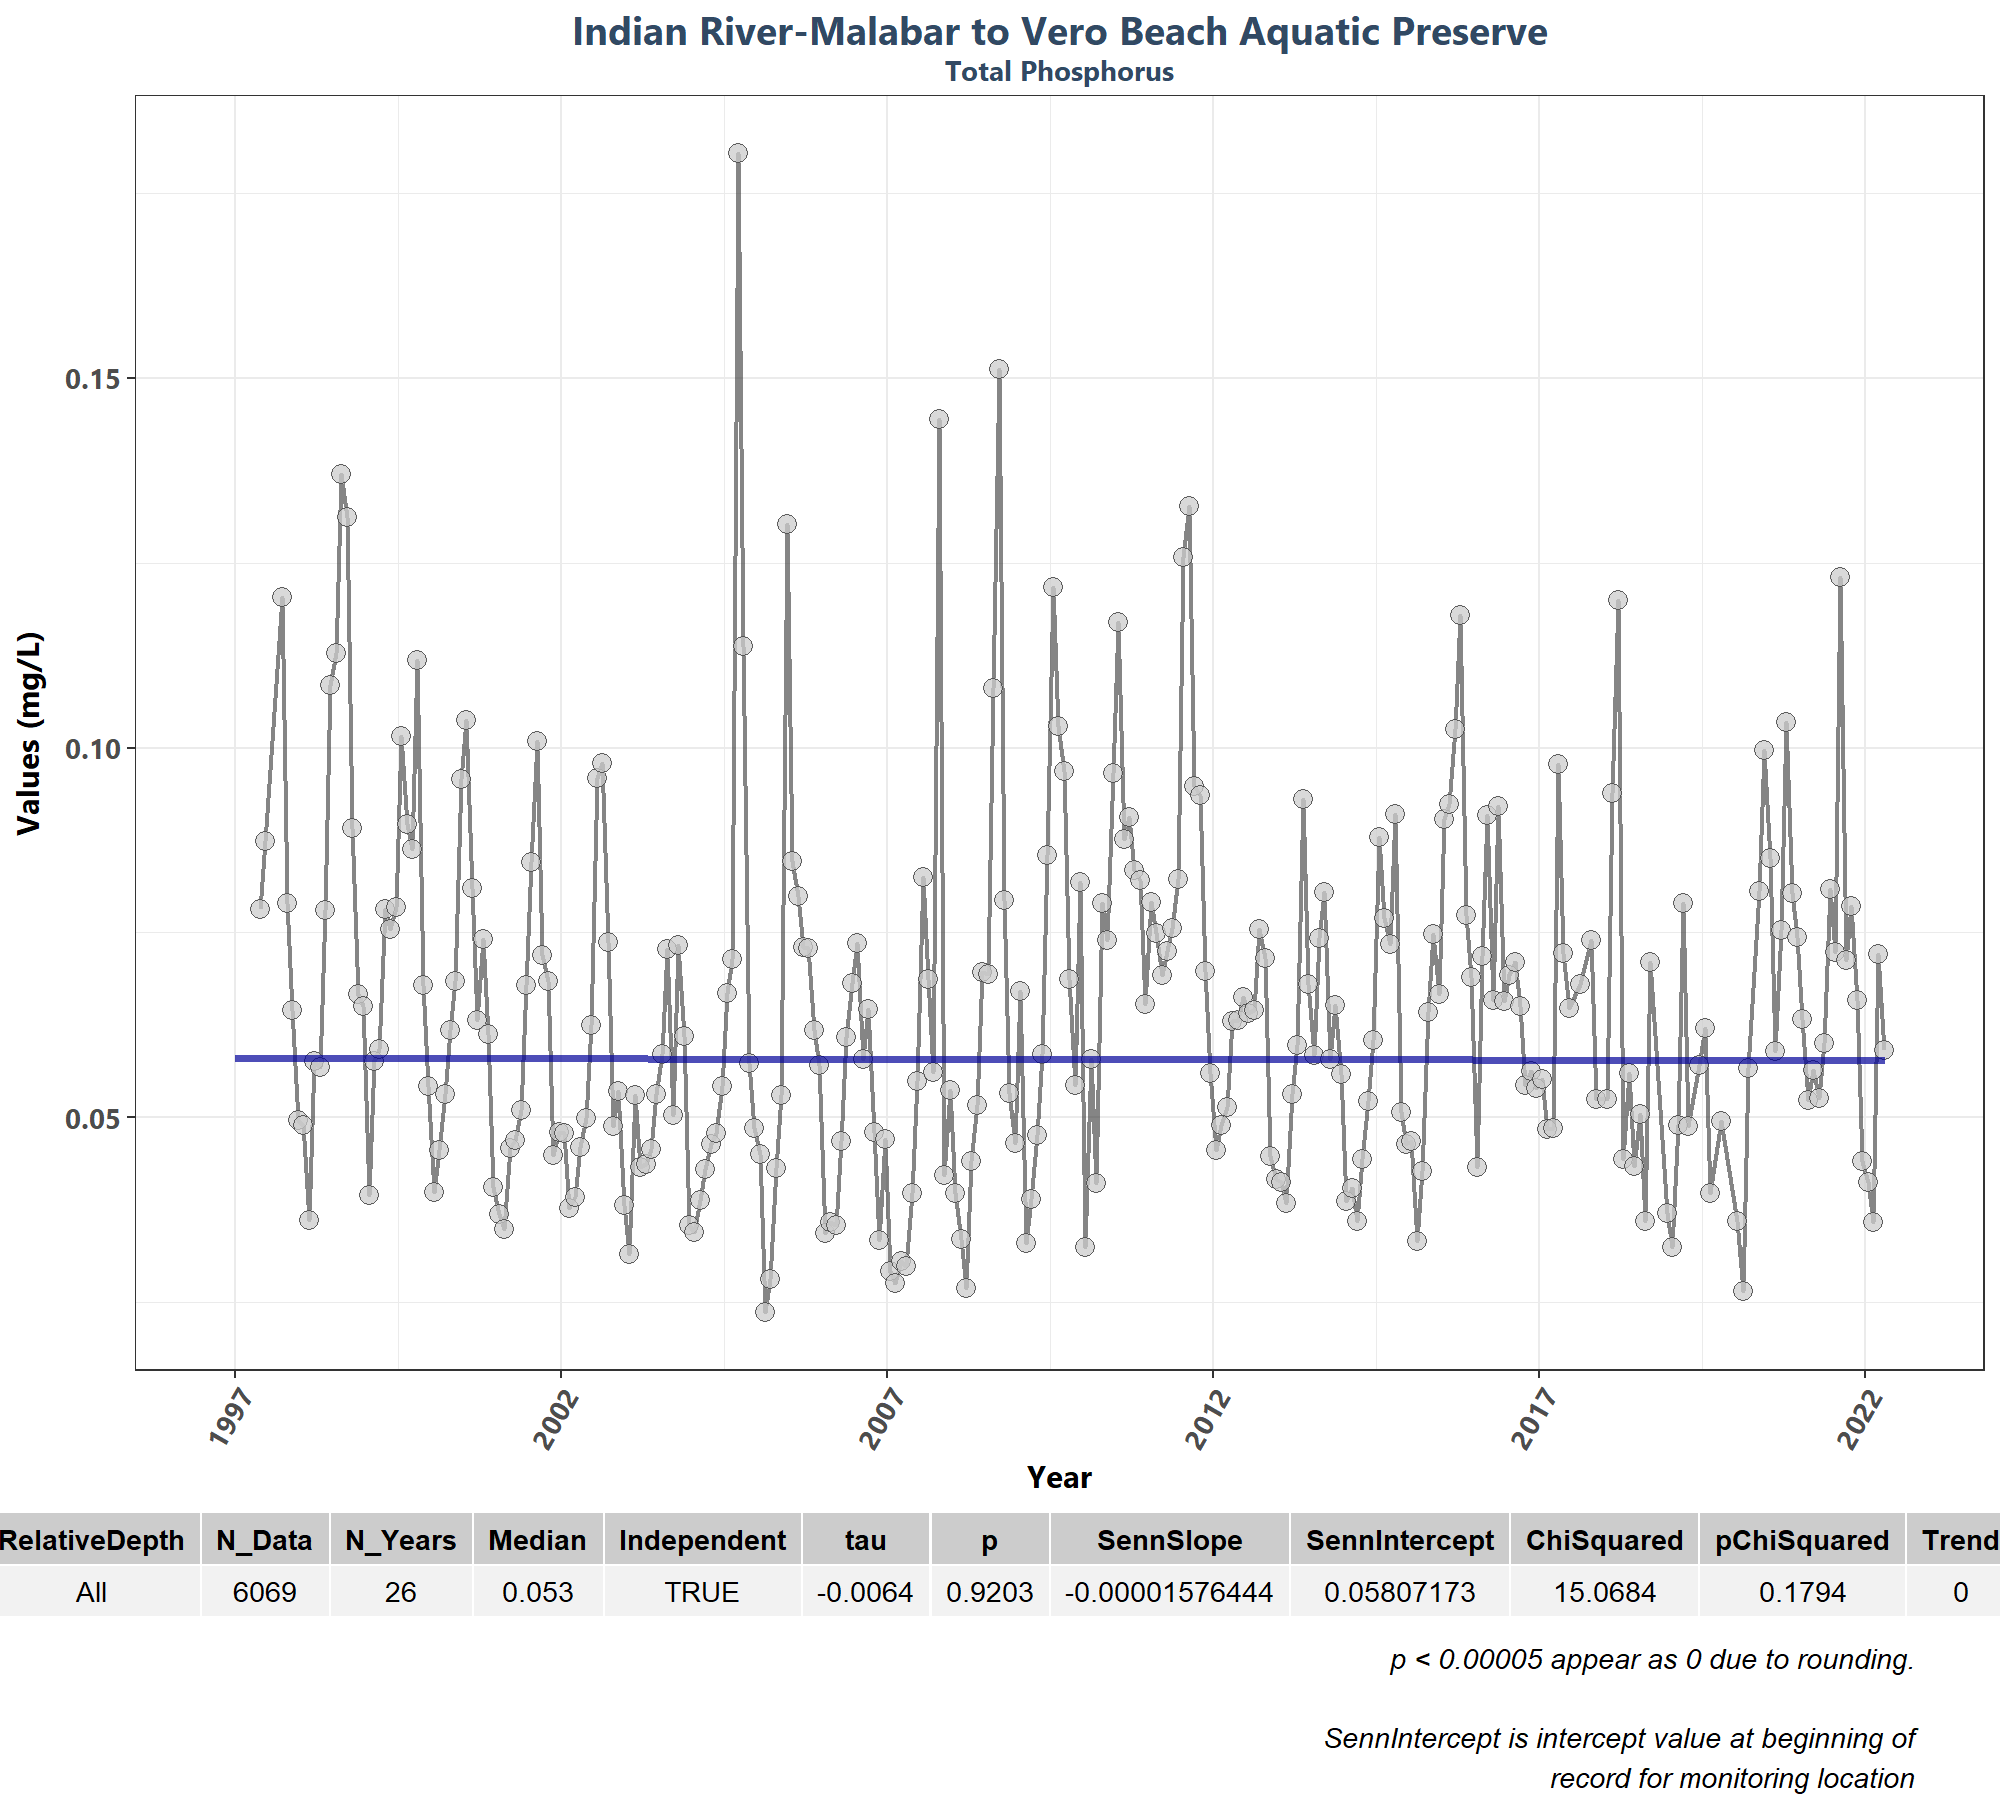 Indian River-Malabar to Vero Beach Aquatic Preserve
Total Phosphorus
Values (mg/L)
0.15
0.10
0.05
1997 2002 2007 2012 2017 2022
Year
RelativeDepth N_Data N_Years Median Independent tau p SennSlope SennIntercept ChiSquared pChiSquared Trend
All 6069 26 0.053 TRUE -0.0064 0.9203 -0.00001576444 0.05807173 15.0684 0.1794 0
p < 0.00005 appear as 0 due to rounding.
SennIntercept is intercept value at beginning of
record for monitoring location